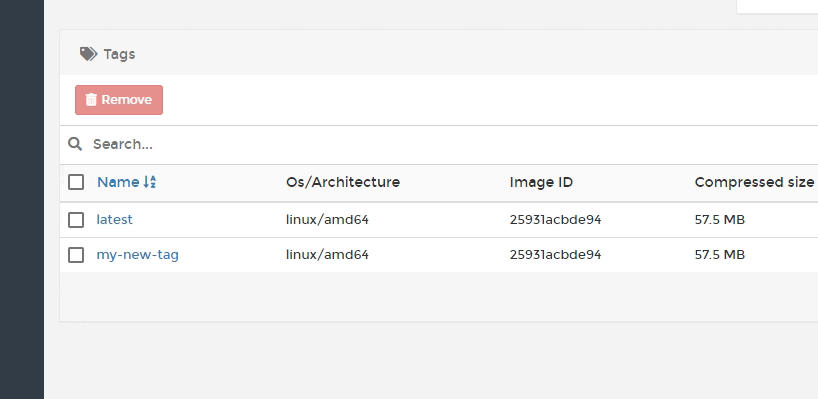 Tags
Remove
Search...
Name Os/Architecture Image ID Compressed size
latest linux/amd64 25931acbde94 57.5 MB
my-new-tag linux/amd64 25931acbde94 57.5 MB